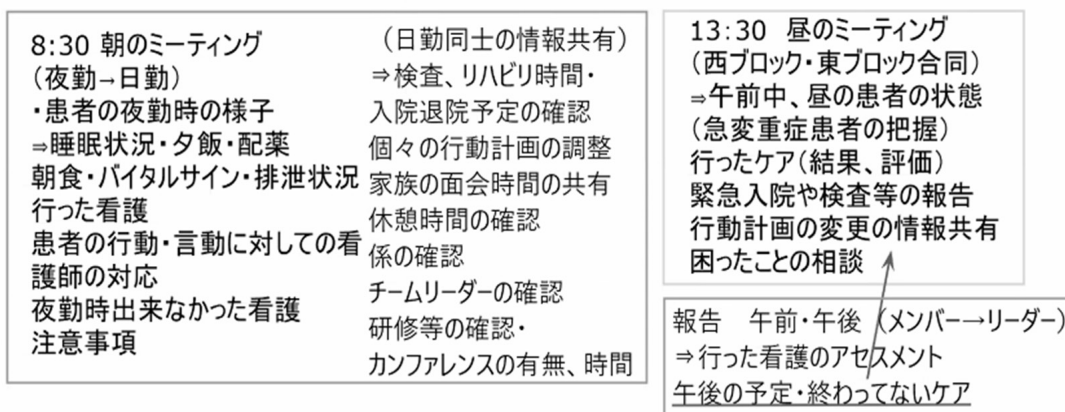 8:30 朝のミーティング
(夜勤→日勤)
・患者の夜勤時の様子
⇒睡眠状況・夕飯・配薬
朝食・バイタルサイン・排泄状況
行った看護
患者の行動・言動に対しての看
護師の対応
夜勤時出来なかった看護
注意事項
(日勤同士の情報共有)
⇒検査、リハビリ時間・
入院退院予定の確認
個々の行動計画の調整
家族の面会時間の共有
休憩時間の確認
係の確認
チームリーダーの確認
研修等の確認・
カンファレンスの有無、時間
13:30 昼のミーティング
(西ブロック・東ブロック合同)
⇒午前中、昼の患者の状態
(急変重症患者の把握)
行ったケア(結果、評価)
緊急入院や検査等の報告
行動計画の変更の情報共有
困ったことの相談
報告 午前・午後 (メンバー→リーダー)
⇒行った看護のアセスメント
午後の予定・終わってないケア